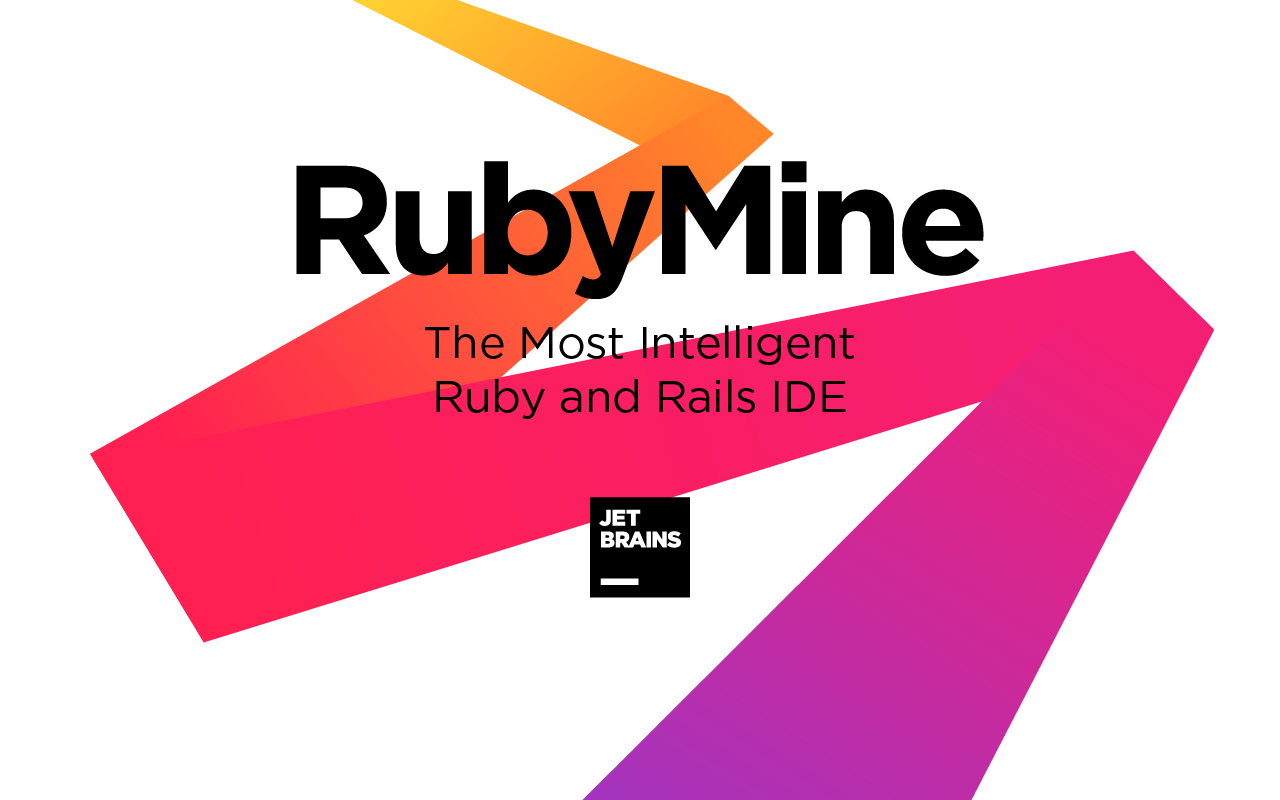 RubyMine
The Most Intelligent
Ruby and Rails IDE
JET
BRAINS